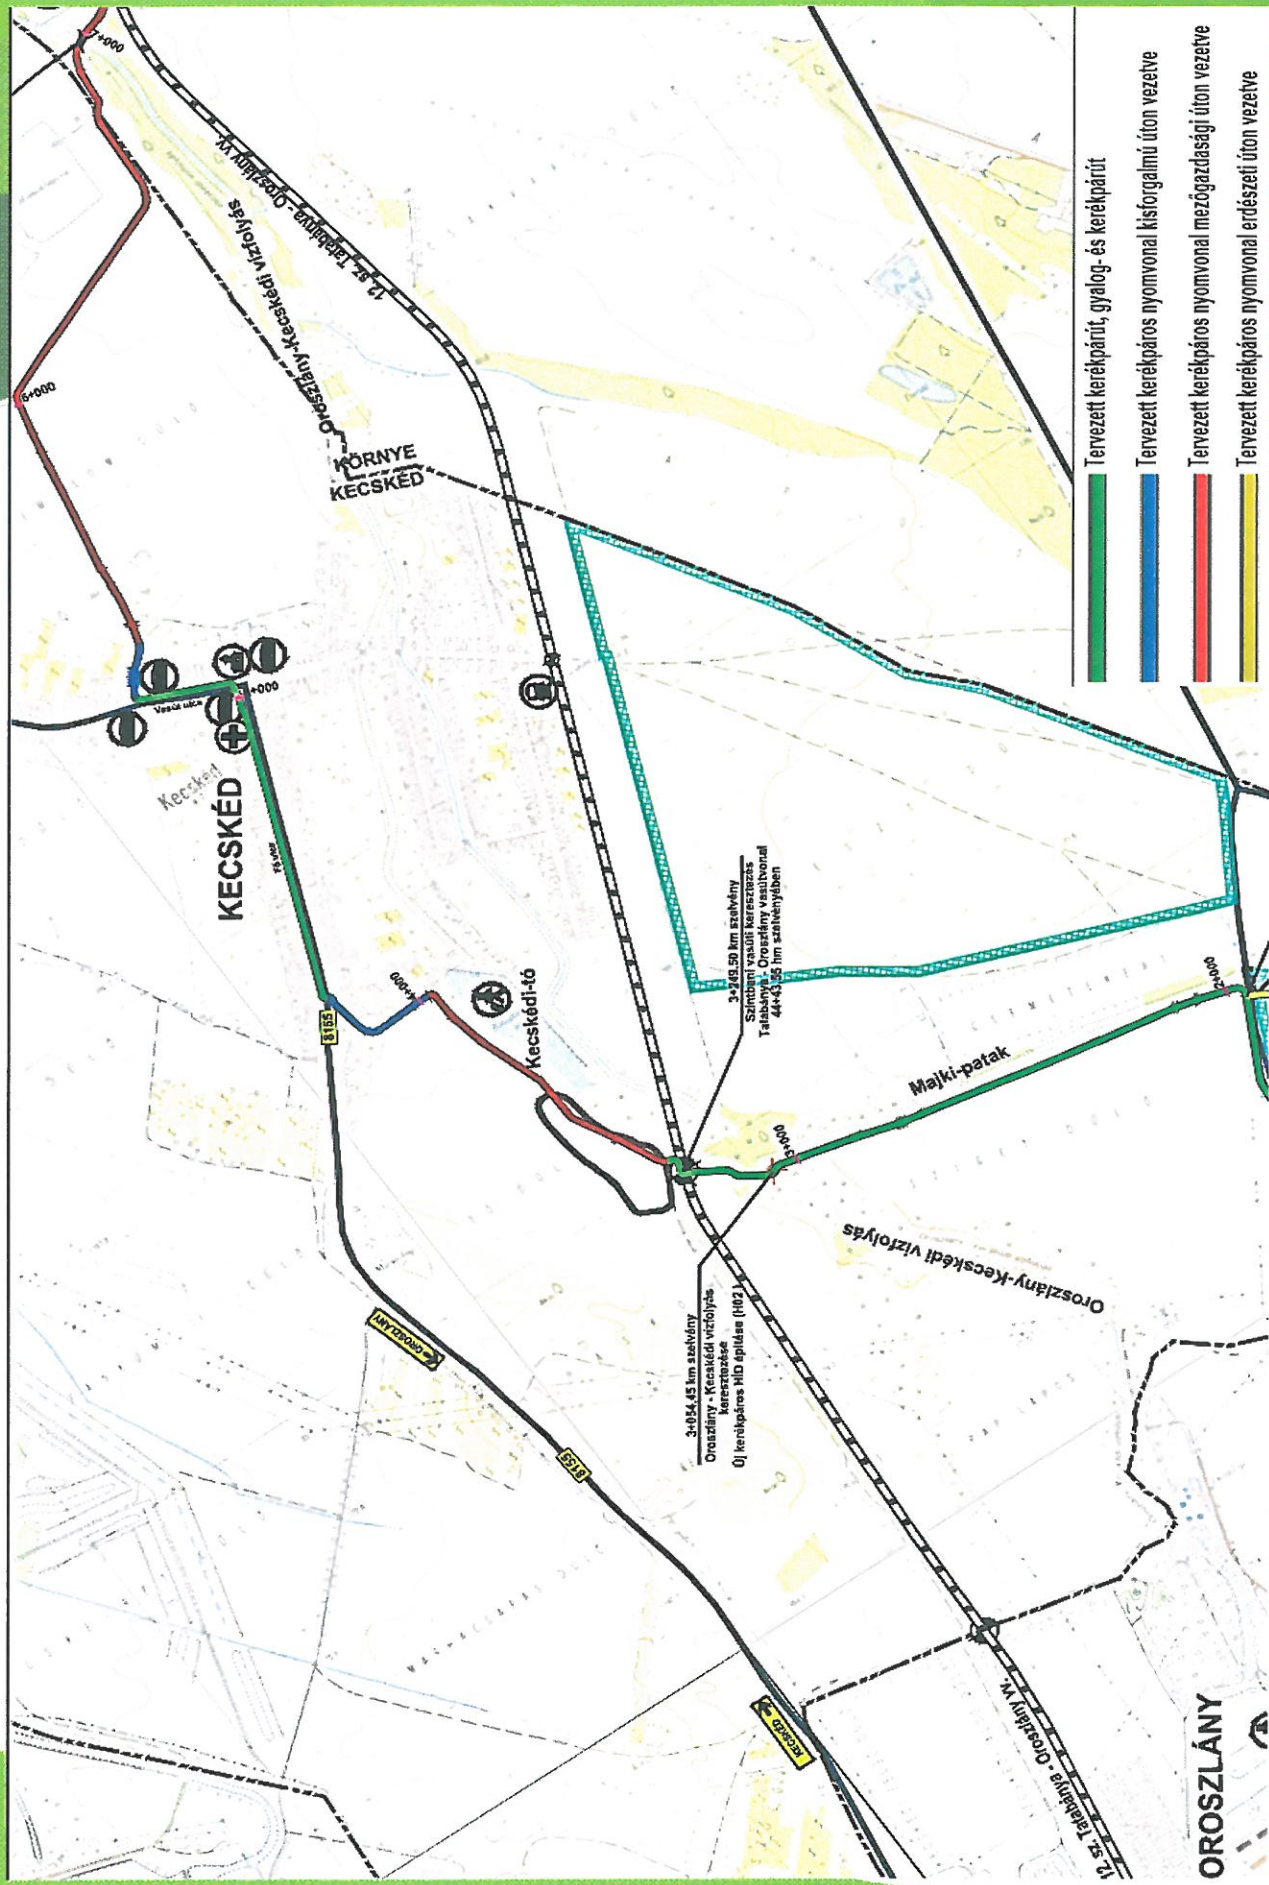 7+000
12. sz. Tatabánya - Oroszlány vv.
Oroszlány-Kecskédi vízfolyás
6+000
KÖRNYE
KECSKÉD
Vasút utca
+000
Kecskéd
KECSKÉD
Fő utca
8155
4+000
Kecskédi-tó
3+249,50 km szelvény
Szintbeni vasúti keresztezés
Tatabánya - Oroszlány vasútvonal
44+43,55 hm szelvényében
2+000
Majki-patak
3+000
Oroszlány-Kecskédi vízfolyás
OROSZLÁNY
3+054,45 km szelvény
Oroszlány - Kecskédi vízfolyás
keresztezése
Új kerékpáros HÍD építése (H02)
8155
KECSKÉD
12. sz. Tatabánya - Oroszlány vv.
OROSZLÁNY
Tervezett kerékpárút, gyalog- és kerékpárút
Tervezett kerékpáros nyomvonal kisforgalmú úton vezetve
Tervezett kerékpáros nyomvonal mezőgazdasági úton vezetve
Tervezett kerékpáros nyomvonal erdészeti úton vezetve